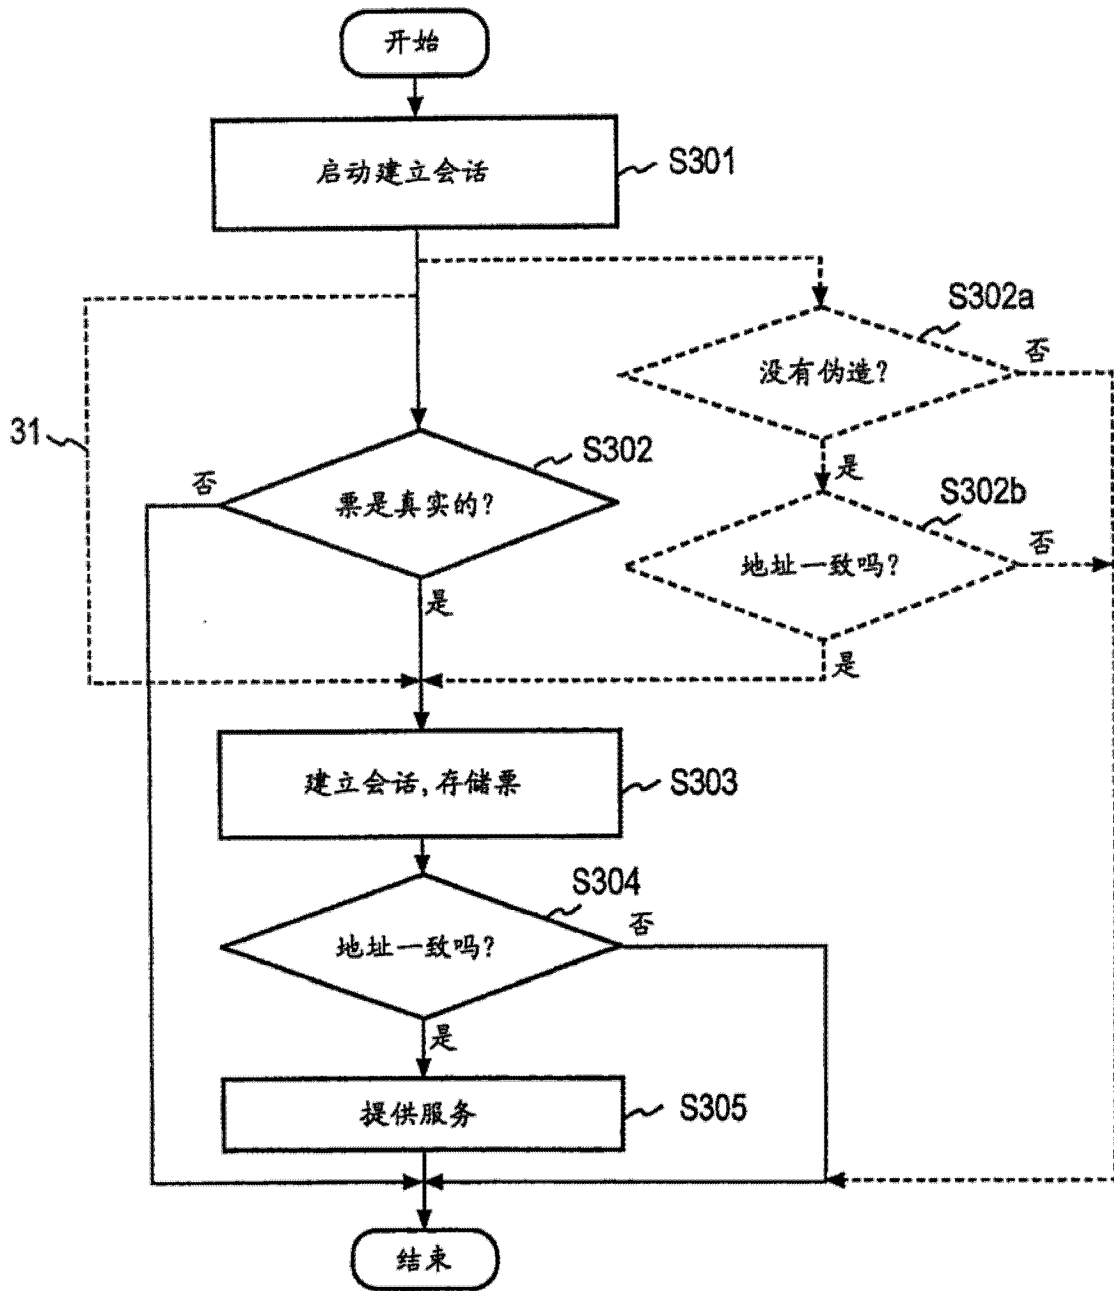 开始
启动建立会话
S301
S302a
没有伪造?
否
31
S302
否
票是真实的?
是
S302b
地址一致吗?
否
是
是
建立会话,存储票
S303
S304
地址一致吗?
否
是
提供服务
S305
结束